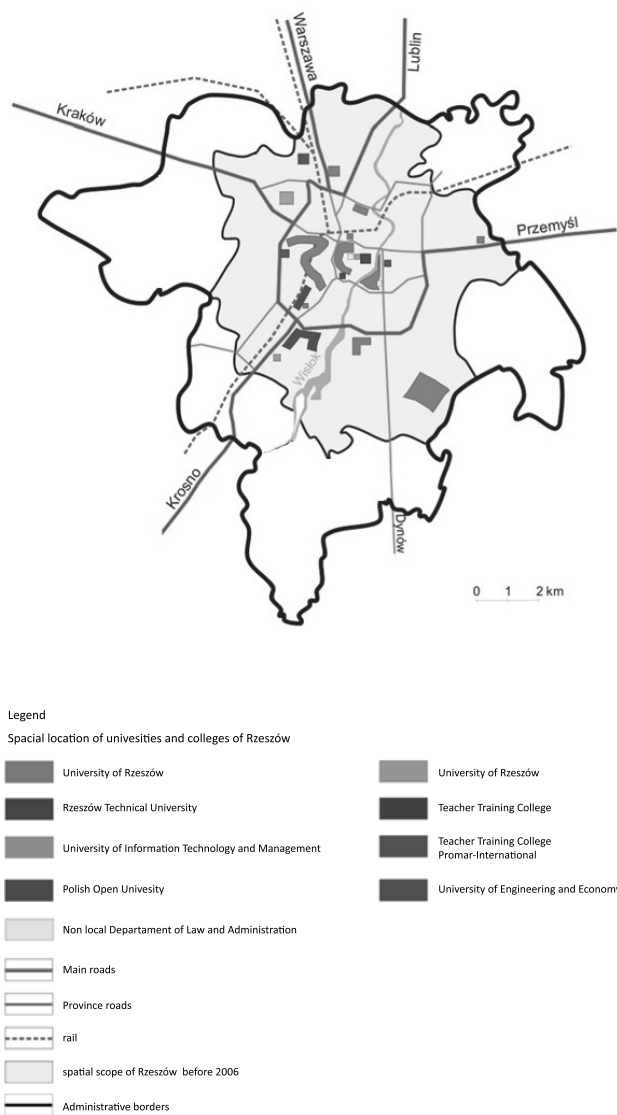 Warszawa
Lublin
Kraków
Przemyśl
Wisłok
Krosno
Dynów
0 1 2 km
Legend
Spacial location of univesities and colleges of Rzeszów
University of Rzeszów
University of Rzeszów
Rzeszów Technical University
Teacher Training College
University of Information Technology and Management
Teacher Training College
Promar-International
Polish Open Univesity
University of Engineering and Economy
Non local Departament of Law and Administration
Main roads
Province roads
rail
spatial scope of Rzeszów before 2006
Administrative borders